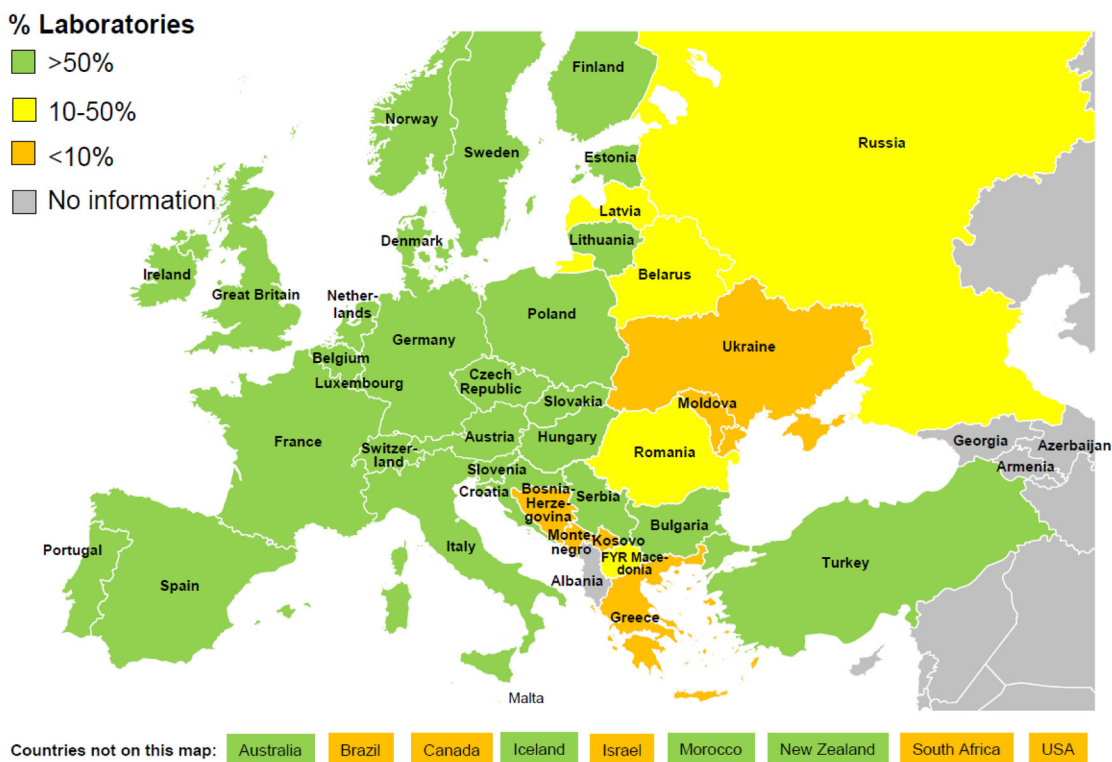 % Laboratories
>50%
10-50%
<10%
No information
Finland
Norway
Sweden
Russia
Estonia
Latvia
Denmark
Lithuania
Ireland
Belarus
Great Britain
Nether-
lands
Poland
Germany
Ukraine
Belgium
Czech
Republic
Luxembourg
Slovakia
Moldova
France
Switzer-
land
Austria
Hungary
Romania
Georgia
Azerbaijan
Armenia
Slovenia
Croatia
Bosnia-
Herze-
govina
Serbia
Bulgaria
Monte
negro
Kosovo
Italy
FYR Mace-
donia
Portugal
Spain
Albania
Turkey
Greece
Malta
Countries not on this map: Australia Brazil Canada Iceland Israel Morocco New Zealand South Africa USA